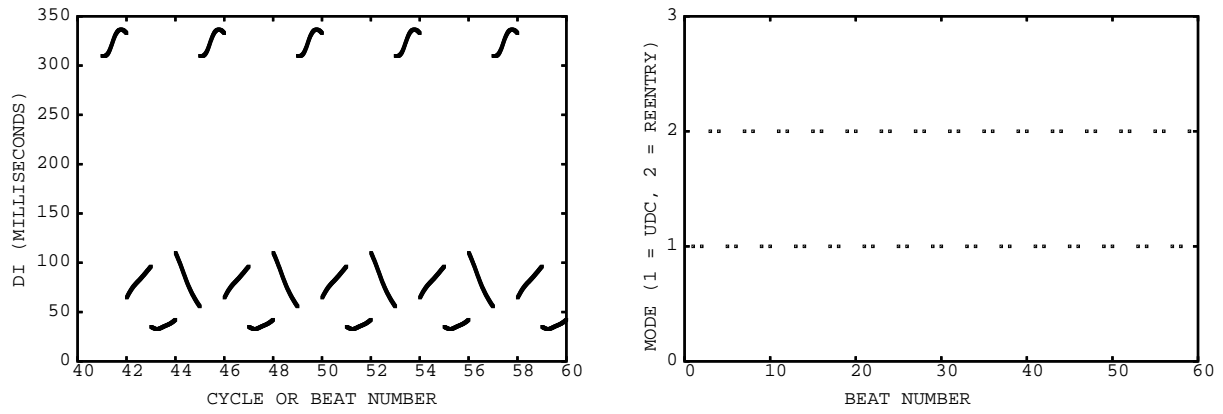 350
300
250
200
150
100
50
0
DI (MILLISECONDS)
40 42 44 46 48 50 52 54 56 58 60
CYCLE OR BEAT NUMBER
3
2
1
0
MODE (1 = UDC, 2 = REENTRY)
0 10 20 30 40 50 60
BEAT NUMBER